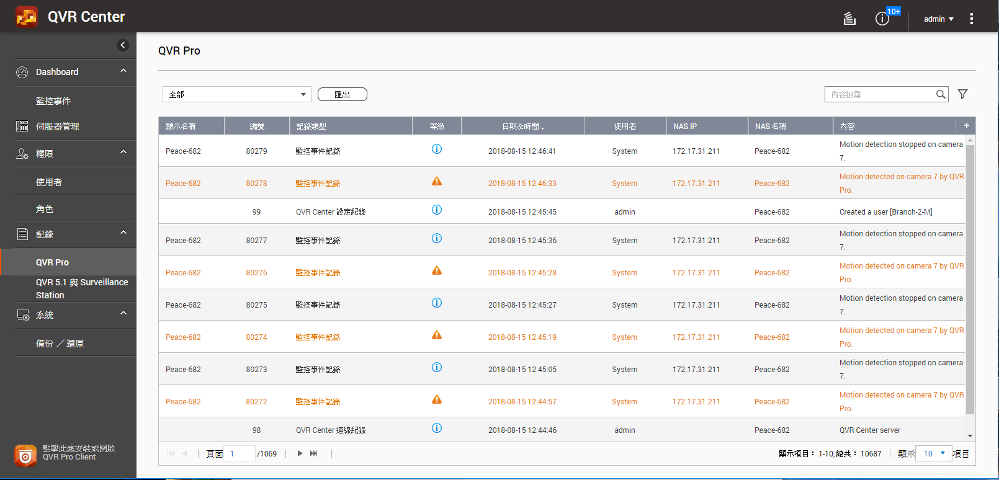 QVR Center
10+
admin
Dashboard
監控事件
伺服器管理
權限
使用者
角色
記錄
QVR Pro
QVR 5.1 與 Surveillance
Station
系統
備份 ／ 還原
點擊此處安裝或開啟
QVR Pro Client
QVR Pro
全部 匯出 內容搜尋
顯示名稱 編號 記錄類型 等級 日期&時間 使用者 NAS IP NAS 名稱 內容 +
Peace-682 80279 監控事件記錄 2018-08-15 12:46:41 System 172.17.31.211 Peace-682 Motion detection stopped on camera
7.
Peace-682 80278 監控事件記錄 2018-08-15 12:46:33 System 172.17.31.211 Peace-682 Motion detected on camera 7 by QVR
Pro.
99 QVR Center 設定紀錄 2018-08-15 12:45:45 admin Peace-682 Created a user [Branch-2-M]
Peace-682 80277 監控事件記錄 2018-08-15 12:45:36 System 172.17.31.211 Peace-682 Motion detection stopped on camera
7.
Peace-682 80276 監控事件記錄 2018-08-15 12:45:28 System 172.17.31.211 Peace-682 Motion detected on camera 7 by QVR
Pro.
Peace-682 80275 監控事件記錄 2018-08-15 12:45:27 System 172.17.31.211 Peace-682 Motion detection stopped on camera
7.
Peace-682 80274 監控事件記錄 2018-08-15 12:45:19 System 172.17.31.211 Peace-682 Motion detected on camera 7 by QVR
Pro.
Peace-682 80273 監控事件記錄 2018-08-15 12:45:05 System 172.17.31.211 Peace-682 Motion detection stopped on camera
7.
Peace-682 80272 監控事件記錄 2018-08-15 12:44:57 System 172.17.31.211 Peace-682 Motion detected on camera 7 by QVR
Pro.
98 QVR Center 連線紀錄 2018-08-15 12:44:46 admin Peace-682 QVR Center server
頁面 1 /1069 顯示項目： 1-10, 總共： 10687 顯示 10 項目